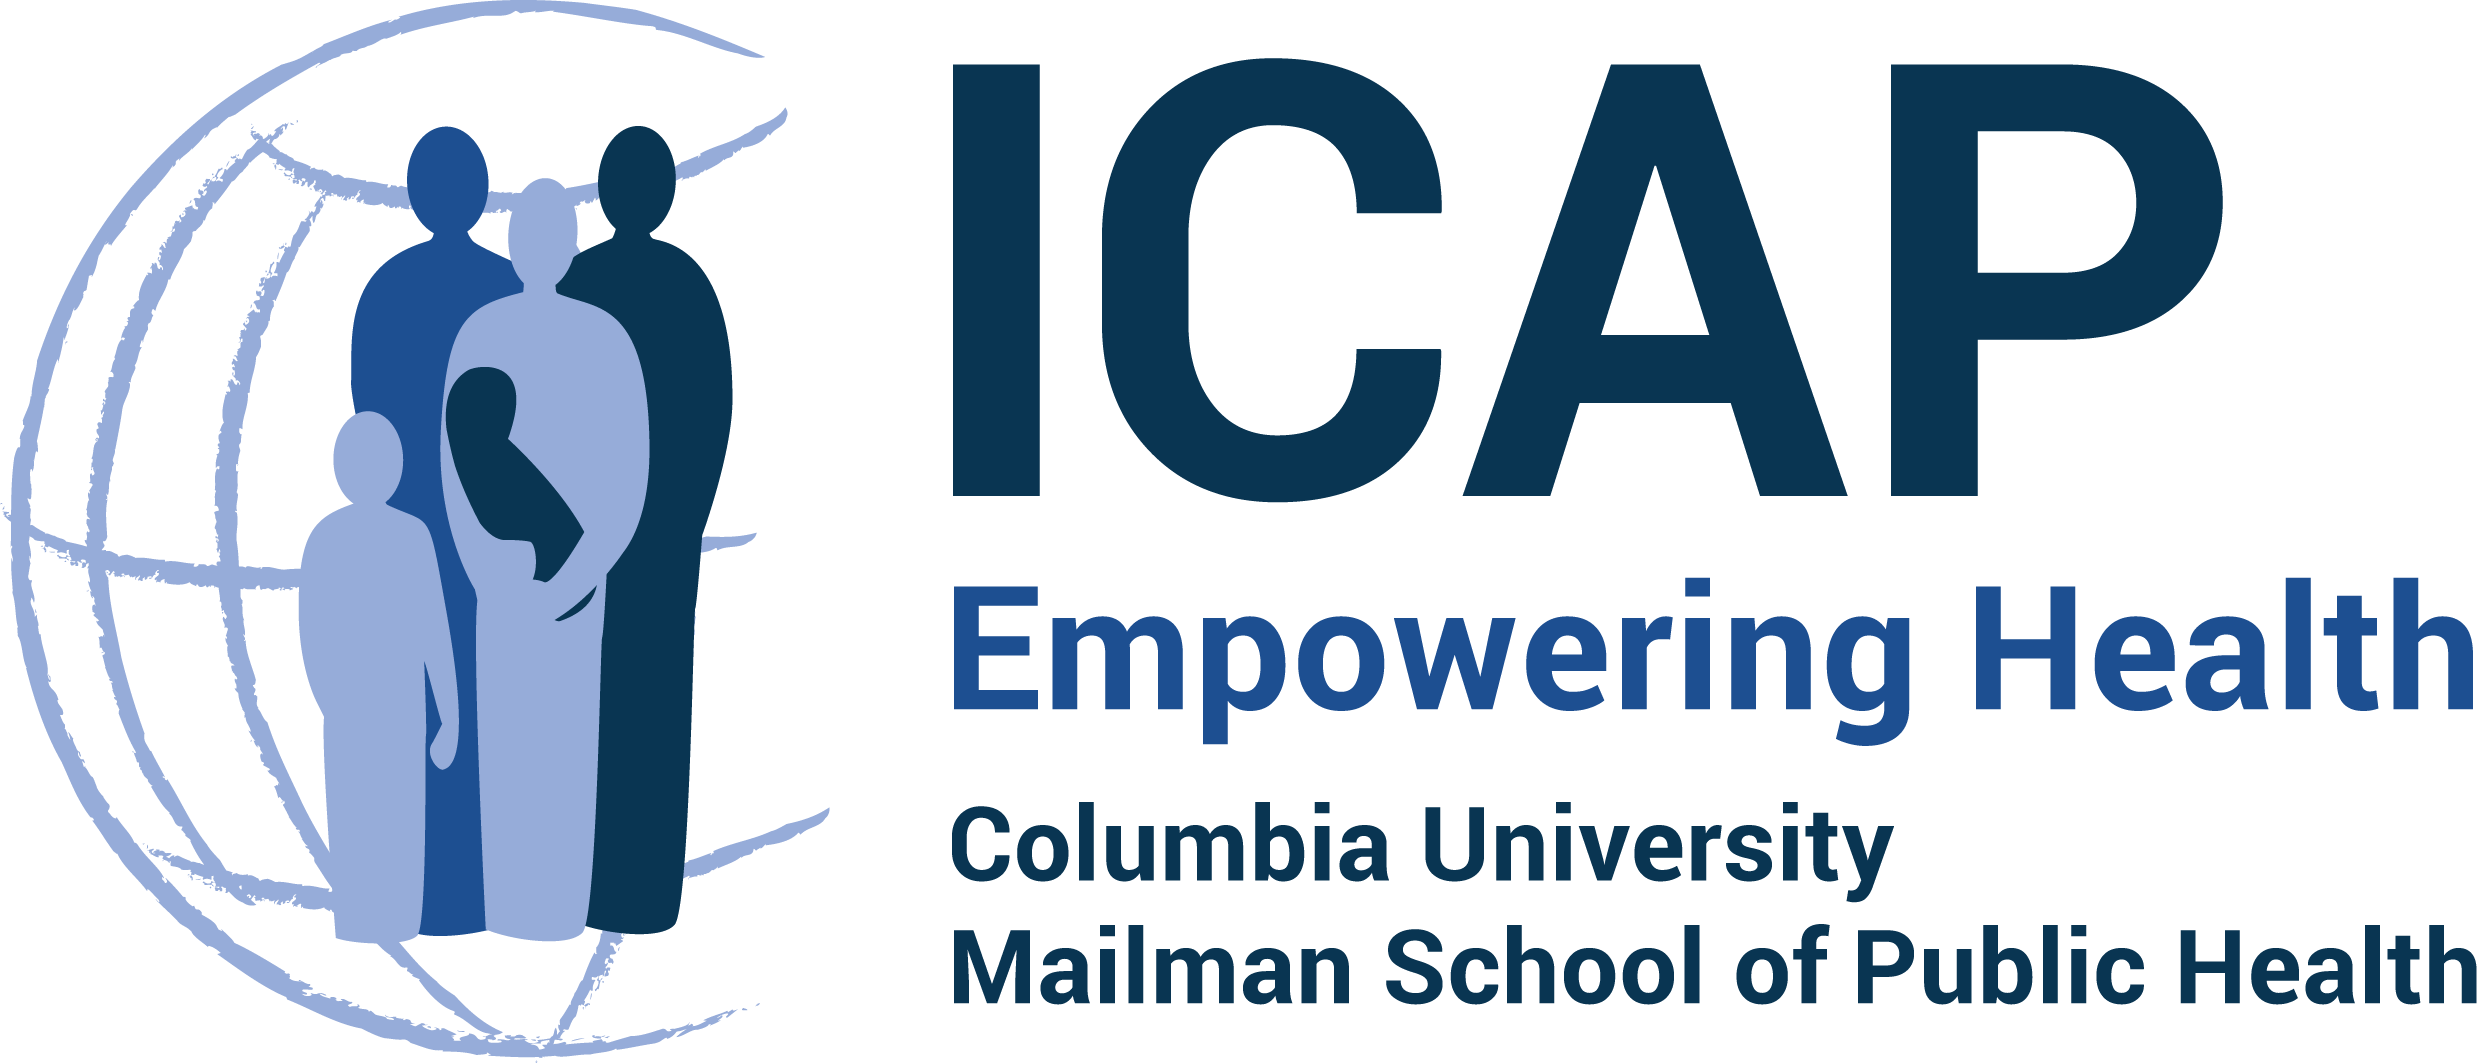 ICAP
Empowering Health
Columbia University
Mailman School of Public Health